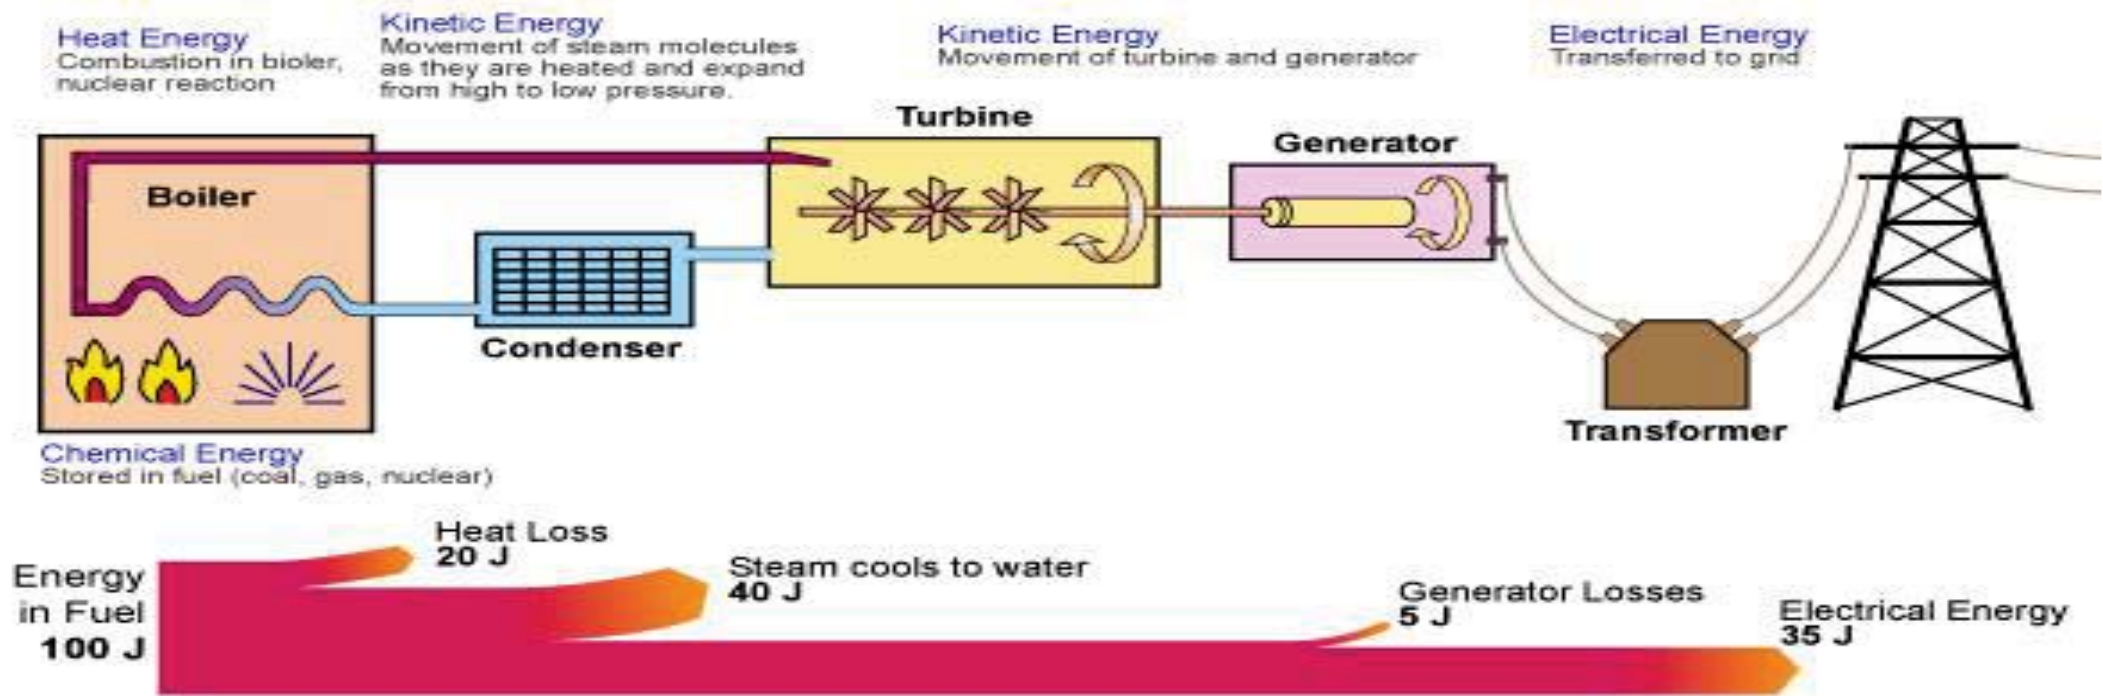 Heat Energy
Combustion in bioler,
nuclear reaction
Kinetic Energy
Movement of steam molecules
as they are heated and expand
from high to low pressure.
Kinetic Energy
Movement of turbine and generator
Electrical Energy
Transferred to grid
Turbine
Generator
Boiler
Condenser
Transformer
Chemical Energy
Stored in fuel (coal, gas, nuclear)
Energy
in Fuel
100 J
Heat Loss
20 J
Steam cools to water
40 J
Generator Losses
5 J
Electrical Energy
35 J